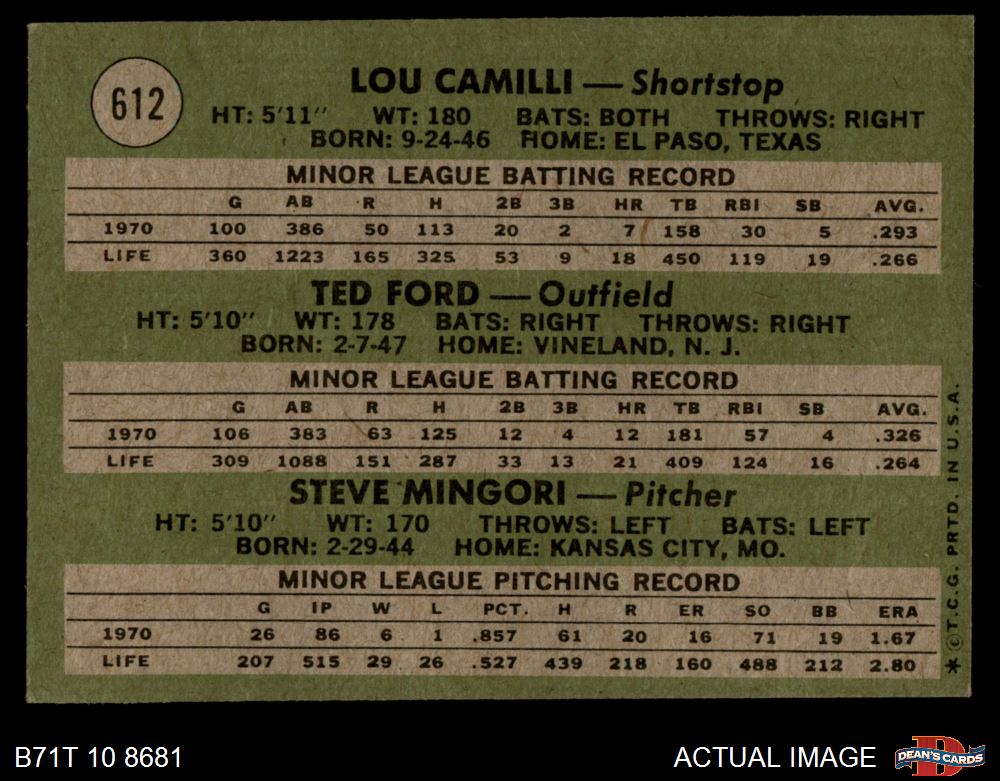 612
LOU CAMILLI — Shortstop
HT: 5'11" WT: 180 BATS: BOTH THROWS: RIGHT
BORN: 9-24-46 HOME: EL PASO, TEXAS
MINOR LEAGUE BATTING RECORD
G AB R H 2B 3B HR TB RBI SB AVG.
1970 100 386 50 113 20 2 7 158 30 5 .293
LIFE 360 1223 165 325 53 9 18 450 119 19 .266
TED FORD — Outfield
HT: 5'10" WT: 178 BATS: RIGHT THROWS: RIGHT
BORN: 2-7-47 HOME: VINELAND, N. J.
MINOR LEAGUE BATTING RECORD
G AB R H 2B 3B HR TB RBI SB AVG.
1970 106 383 63 125 12 4 12 181 57 4 .326
LIFE 309 1088 151 287 33 13 21 409 124 16 .264
STEVE MINGORI — Pitcher
HT: 5'10" WT: 170 THROWS: LEFT BATS: LEFT
BORN: 2-29-44 HOME: KANSAS CITY, MO.
MINOR LEAGUE PITCHING RECORD
G IP W L PCT. H R ER SO BB ERA
1970 26 86 6 1 .857 61 20 16 71 19 1.67
LIFE 207 515 29 26 .527 439 218 160 488 212 2.80
* © T.C.G. PRTD. IN U.S.A.
B71T 10 8681
ACTUAL IMAGE
D
DEAN'S CARDS